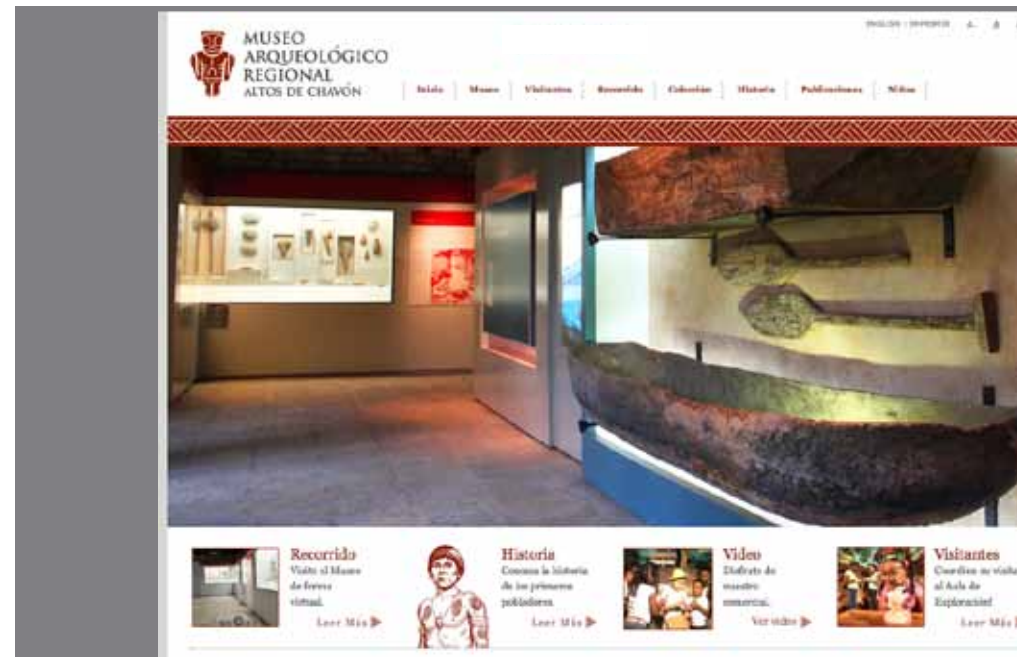 ENGLISH / ESPAÑOL A- A
MUSEO
ARQUEOLÓGICO
REGIONAL
ALTOS DE CHAVÓN
Inicio Museo Visitantes Recorrido Colección Historia Publicaciones Niños
Recorrido
Visite el Museo
de forma
virtual.
Leer Más
Historia
Conozca la historia
de los primeros
pobladores
Leer Más
Video
Disfrute de
nuestro
comercial.
Ver video
Visitantes
Coordine su visita
al Aula de
Exploración!
Leer Más